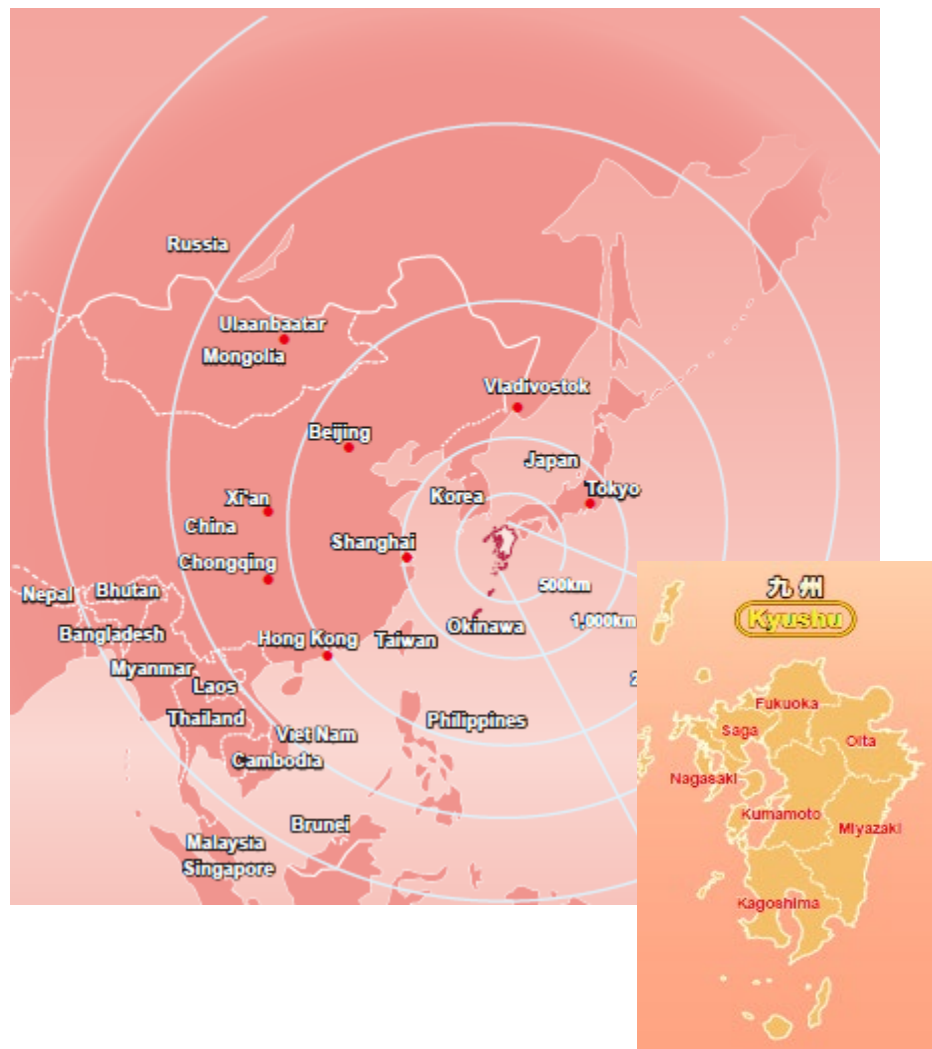 Russia
Ulaanbaatar
Mongolia
Vladivostok
Beijing
Japan
Tokyo
Korea
Xi'an
China
Shanghai
Chongqing
500km
Nepal
Bhutan
1,000km
Okinawa
Bangladesh
Hong Kong
Taiwan
Myanmar
Laos
2
Thailand
Philippines
Viet Nam
Cambodia
Brunei
Malaysia
Singapore
九州
Kyushu
Fukuoka
Saga
Oita
Nagasaki
Kumamoto
Miyazaki
Kagoshima